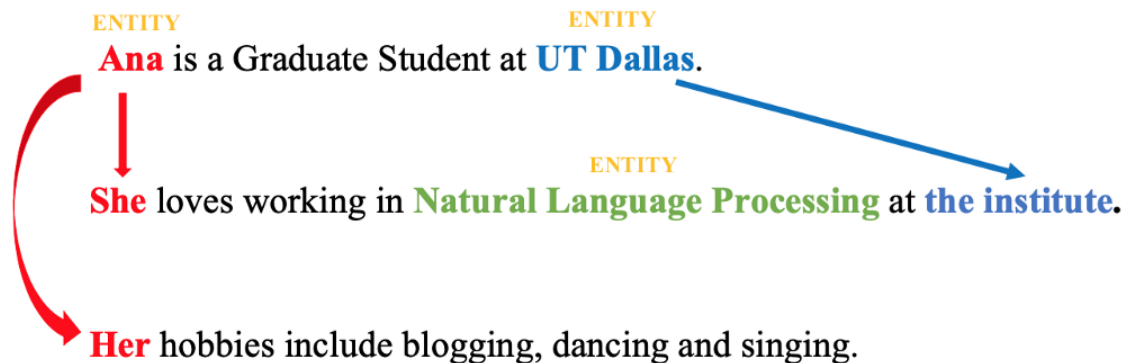 ENTITY ENTITY
Ana is a Graduate Student at UT Dallas.
ENTITY
She loves working in Natural Language Processing at the institute.
Her hobbies include blogging, dancing and singing.